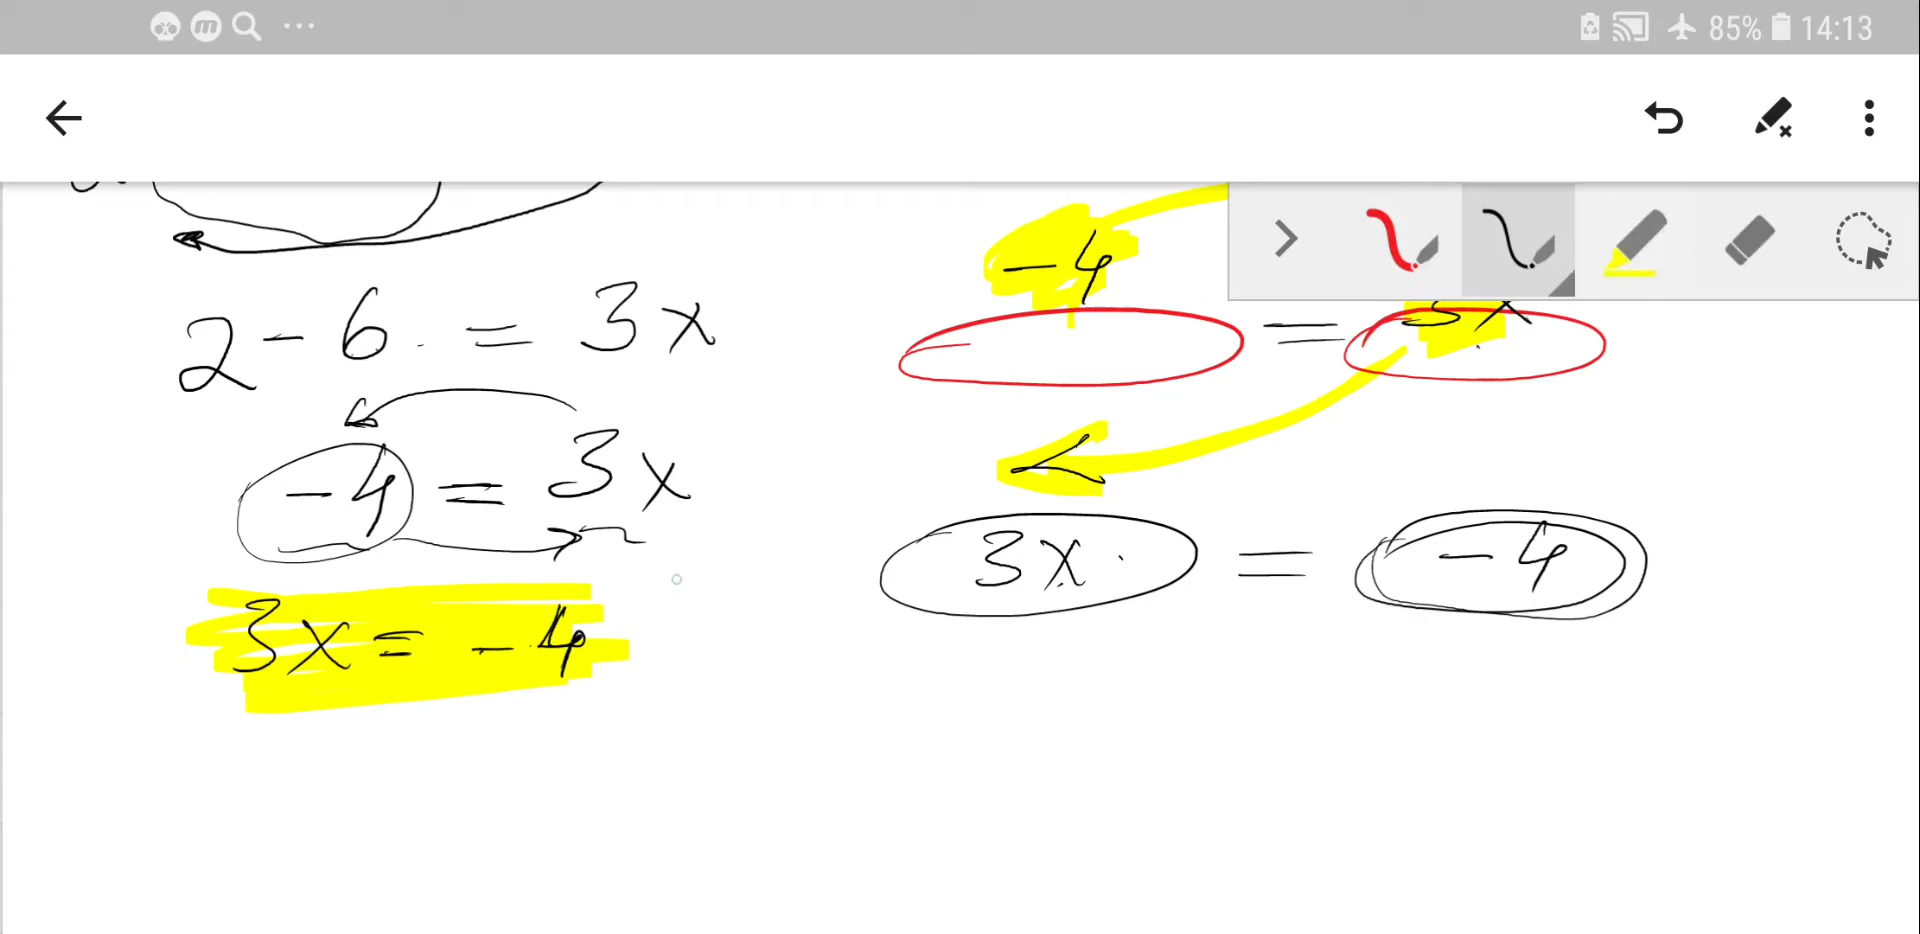 85% 14:13
2 - 6 = 3x
-4 = 3x
3x = -4
-4
= 3x
3x = -4